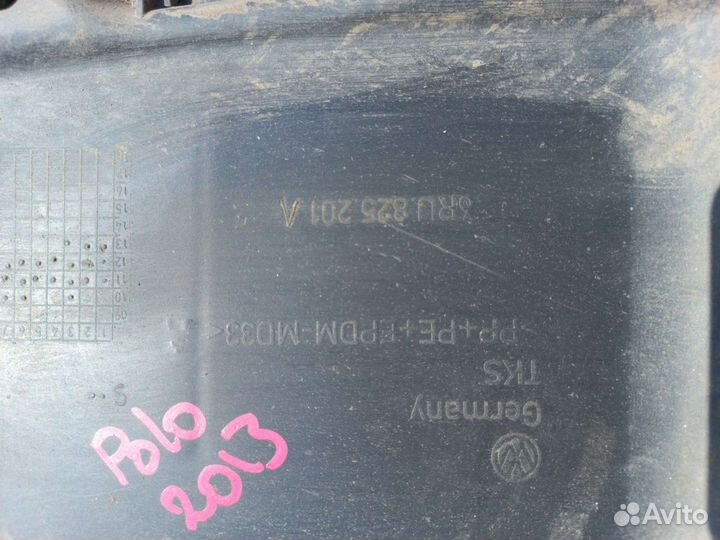 6RU.825.201 A
>PP+PE+EPDM-MD33<
TKS
Germany
S
Polo
2013
Avito